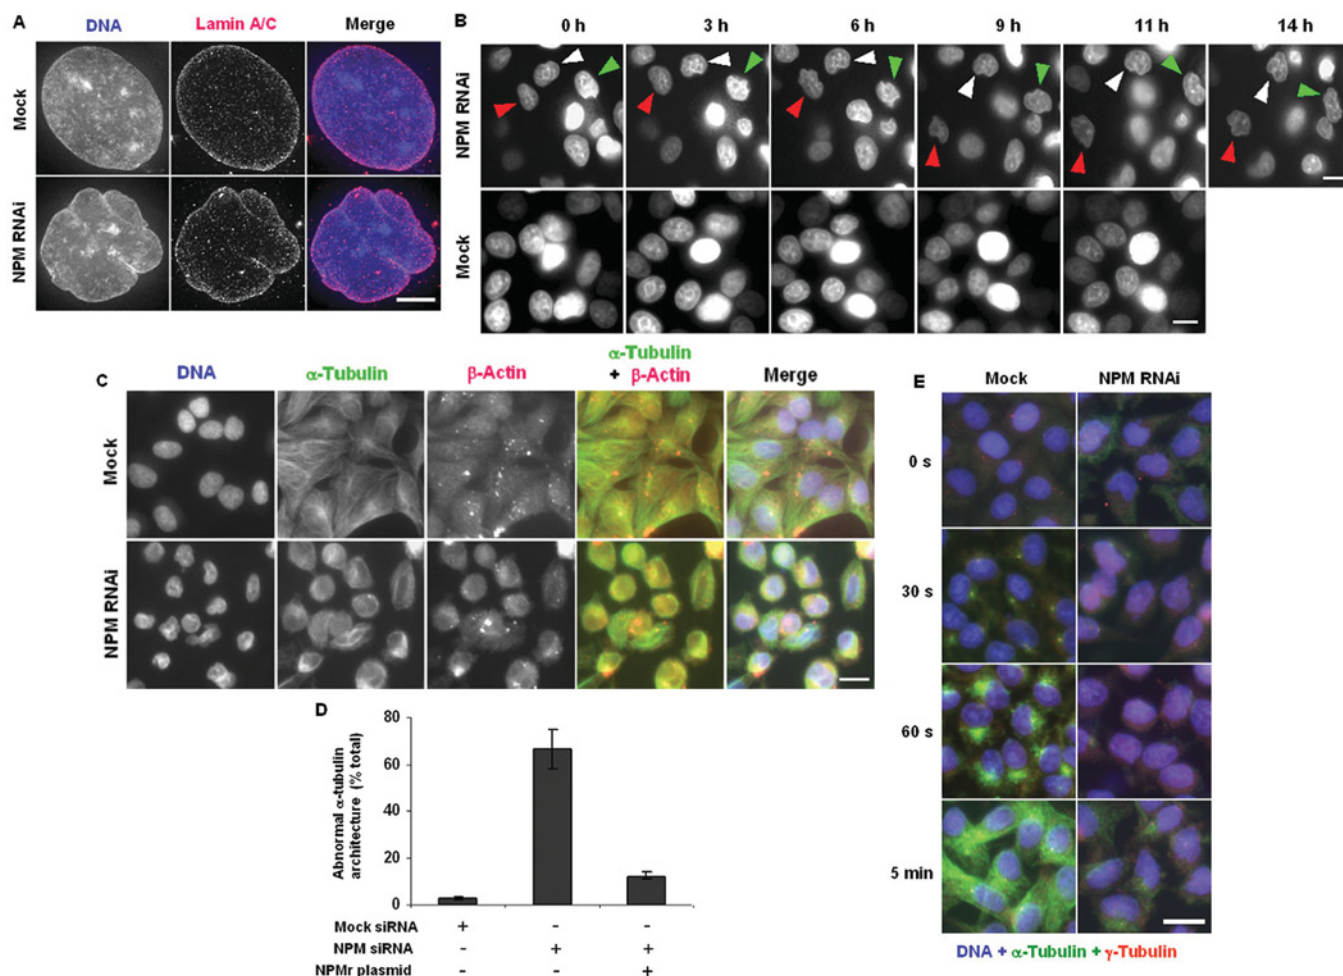 A
DNA
Lamin A/C
Merge
Mock
NPM RNAi
B
0 h
3 h
6 h
9 h
11 h
14 h
NPM RNAi
Mock
C
DNA
α-Tubulin
β-Actin
α-Tubulin
+ β-Actin
Merge
Mock
NPM RNAi
D
Abnormal α-tubulin
architecture (% total)
80
60
40
20
0
Mock siRNA + - -
NPM siRNA - + +
NPMr plasmid - - +
E
Mock
NPM RNAi
0 s
30 s
60 s
5 min
DNA + α-Tubulin + γ-Tubulin